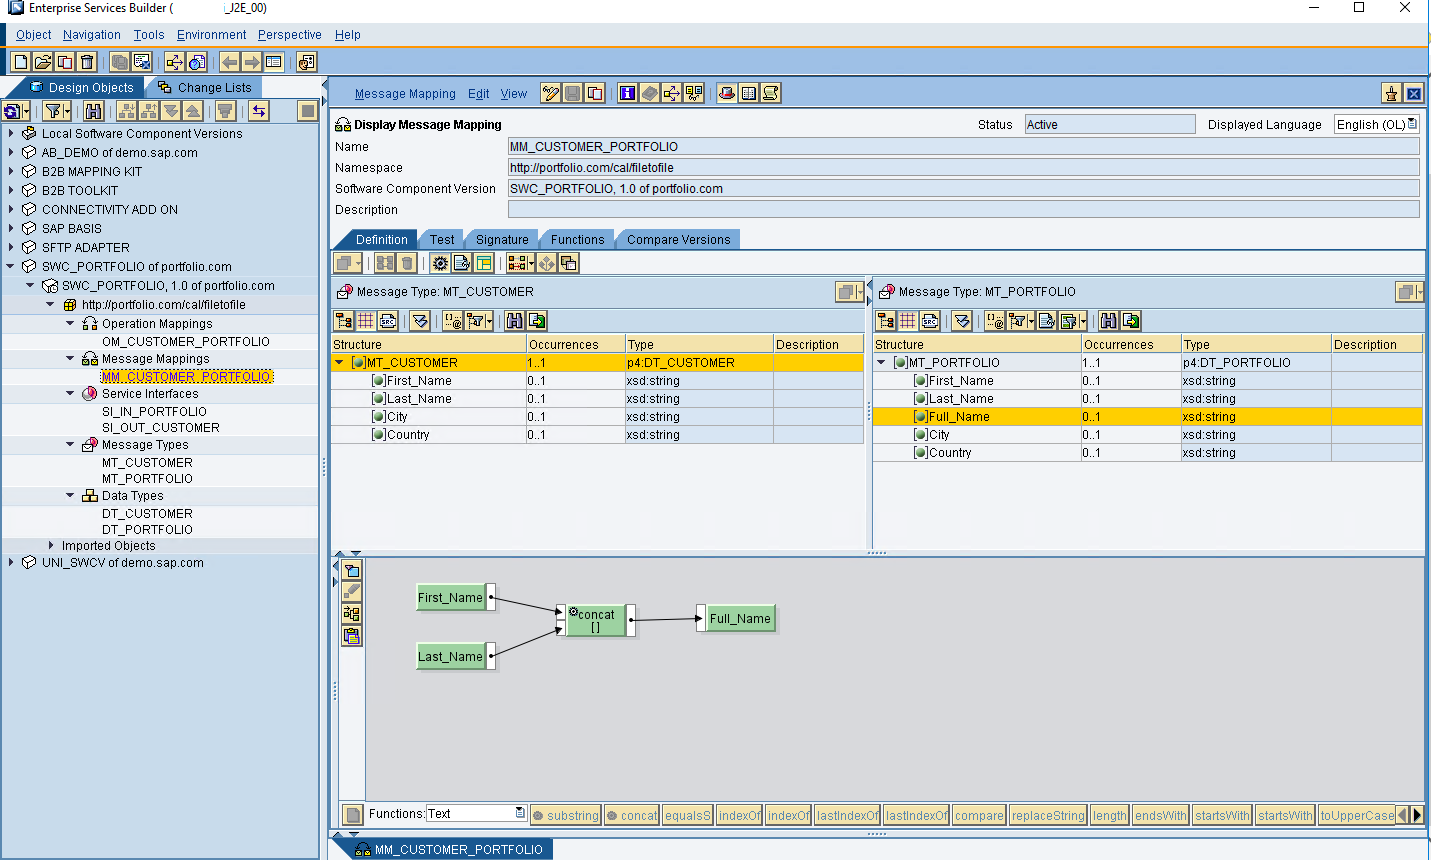 Enterprise Services Builder ( _J2E_00)
Object Navigation Tools Environment Perspective Help
Design Objects Change Lists
Local Software Component Versions
AB_DEMO of demo.sap.com
B2B MAPPING KIT
B2B TOOLKIT
CONNECTIVITY ADD ON
SAP BASIS
SFTP ADAPTER
SWC_PORTFOLIO of portfolio.com
SWC_PORTFOLIO, 1.0 of portfolio.com
http://portfolio.com/cal/filetofile
Operation Mappings
OM_CUSTOMER_PORTFOLIO
Message Mappings
MM_CUSTOMER_PORTFOLIO
Service Interfaces
SI_IN_PORTFOLIO
SI_OUT_CUSTOMER
Message Types
MT_CUSTOMER
MT_PORTFOLIO
Data Types
DT_CUSTOMER
DT_PORTFOLIO
Imported Objects
UNI_SWCV of demo.sap.com
Message Mapping Edit View
Display Message Mapping Status Active Displayed Language English (OL)
Name MM_CUSTOMER_PORTFOLIO
Namespace http://portfolio.com/cal/filetofile
Software Component Version SWC_PORTFOLIO, 1.0 of portfolio.com
Description
Definition Test Signature Functions Compare Versions
Message Type: MT_CUSTOMER
SRC
Structure Occurrences Type Description
MT_CUSTOMER 1..1 p4:DT_CUSTOMER
First_Name 0..1 xsd:string
Last_Name 0..1 xsd:string
City 0..1 xsd:string
Country 0..1 xsd:string
Message Type: MT_PORTFOLIO
SRC
Structure Occurrences Type Description
MT_PORTFOLIO 1..1 p4:DT_PORTFOLIO
First_Name 0..1 xsd:string
Last_Name 0..1 xsd:string
Full_Name 0..1 xsd:string
City 0..1 xsd:string
Country 0..1 xsd:string
First_Name
concat
[]
Full_Name
Last_Name
Functions: Text substring concat equalsS indexOf indexOf lastIndexOf lastIndexOf compare replaceString length endsWith startsWith startsWith toUpperCase
MM_CUSTOMER_PORTFOLIO